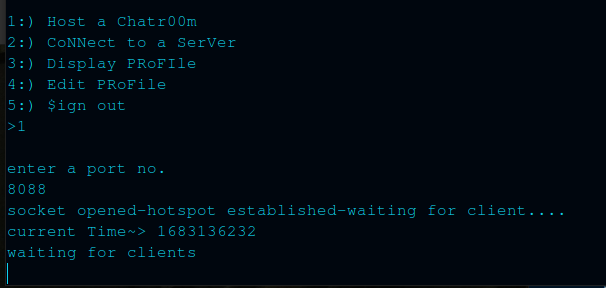 1:) Host a Chatr00m
2:) CoNNect to a SerVer
3:) Display PRoFIle
4:) Edit PRoFile
5:) $ign out
>1
enter a port no.
8088
socket opened-hotspot established-waiting for client....
current Time~> 1683136232
waiting for clients